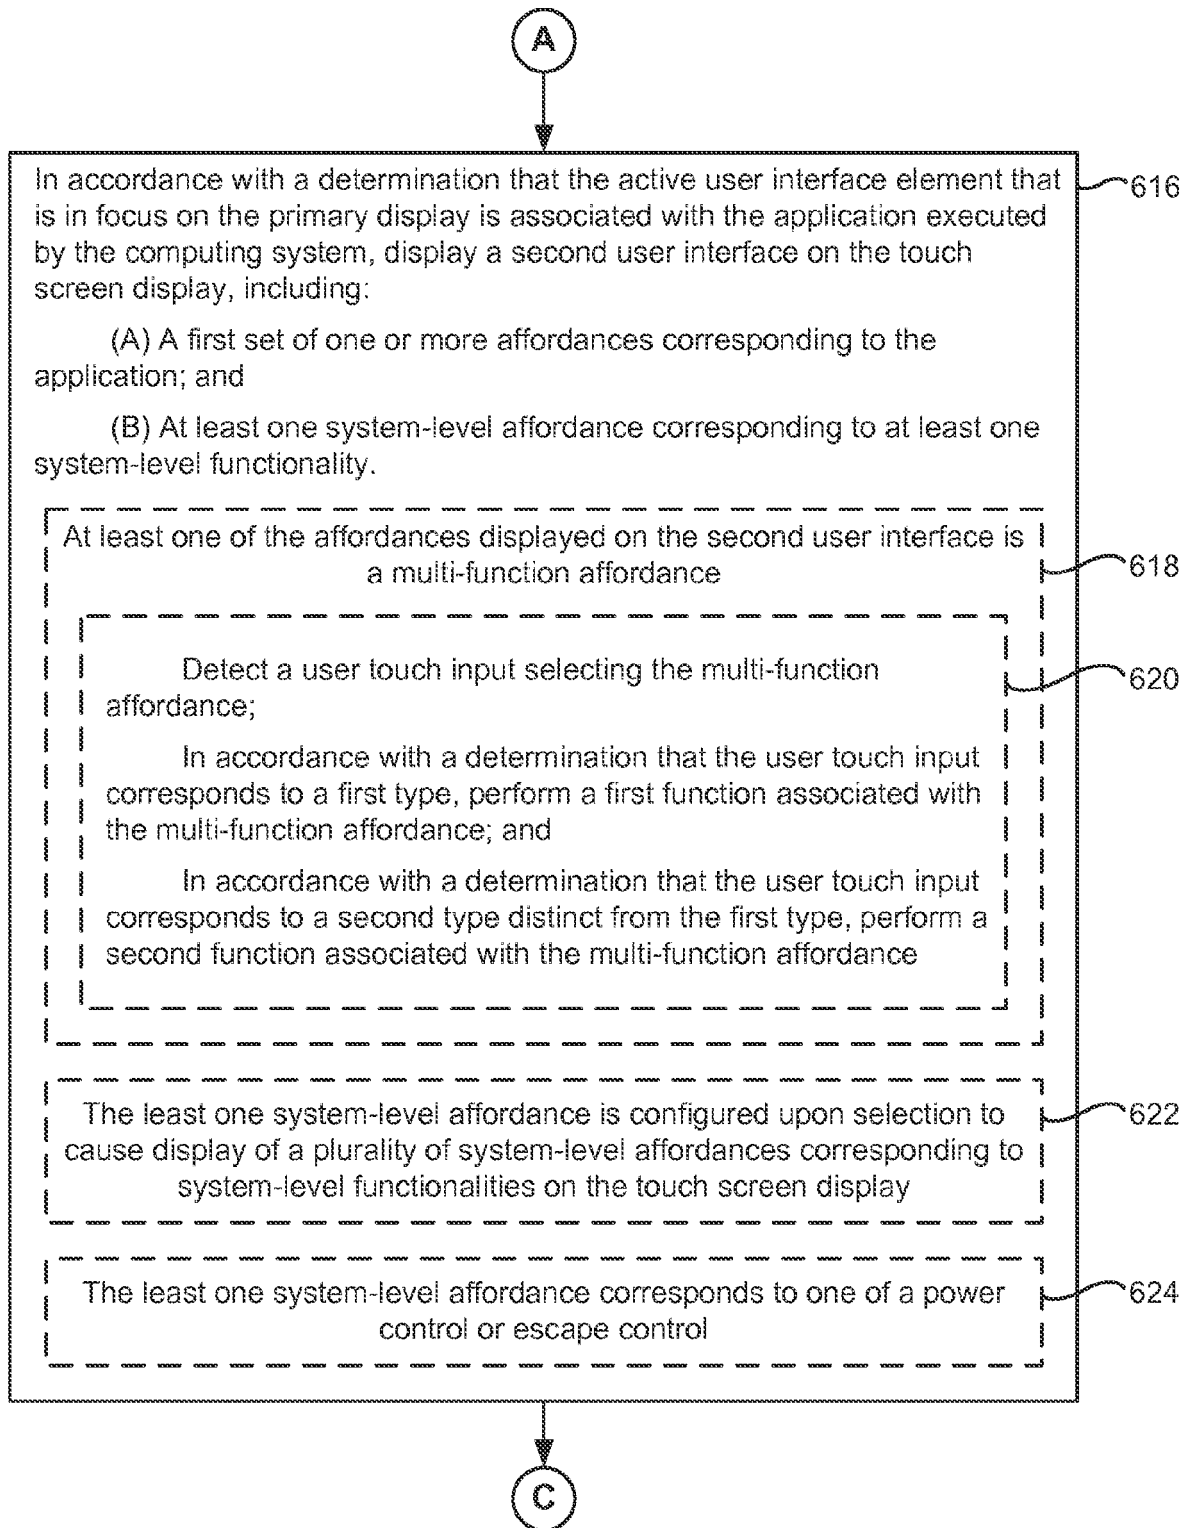 A
In accordance with a determination that the active user interface element that
is in focus on the primary display is associated with the application executed
by the computing system, display a second user interface on the touch
screen display, including:
(A) A first set of one or more affordances corresponding to the
application; and
(B) At least one system-level affordance corresponding to at least one
system-level functionality.
616
At least one of the affordances displayed on the second user interface is
a multi-function affordance
618
Detect a user touch input selecting the multi-function
affordance;
620
In accordance with a determination that the user touch input
corresponds to a first type, perform a first function associated with
the multi-function affordance; and
In accordance with a determination that the user touch input
corresponds to a second type distinct from the first type, perform a
second function associated with the multi-function affordance
The least one system-level affordance is configured upon selection to
cause display of a plurality of system-level affordances corresponding to
system-level functionalities on the touch screen display
622
The least one system-level affordance corresponds to one of a power
control or escape control
624
C